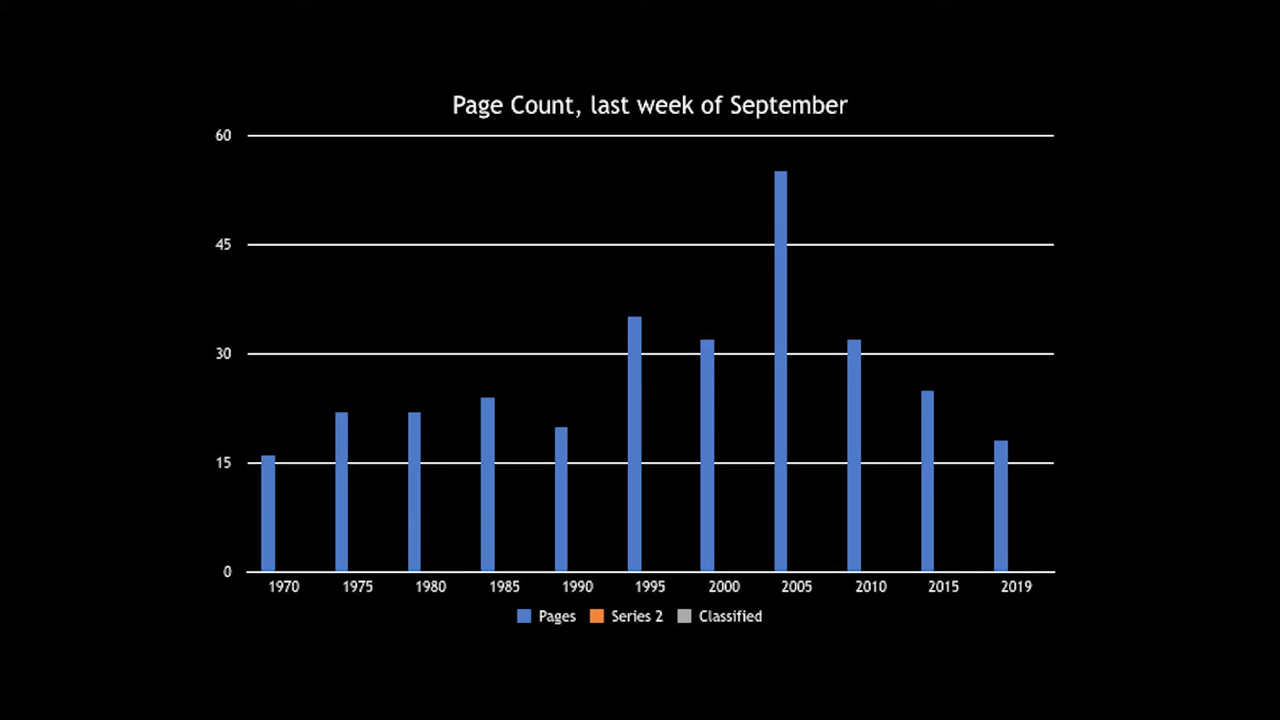 Page Count, last week of September
60
45
30
15
0
1970 1975 1980 1985 1990 1995 2000 2005 2010 2015 2019
Pages Series 2 Classified